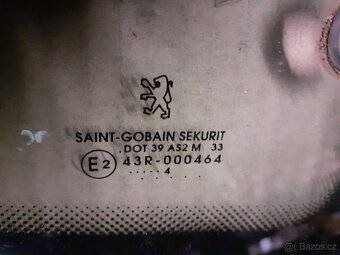 SAINT-GOBAIN SEKURIT
DOT 39 AS2 M 33
E2 43R-000464
..... 4
Bazos.cz